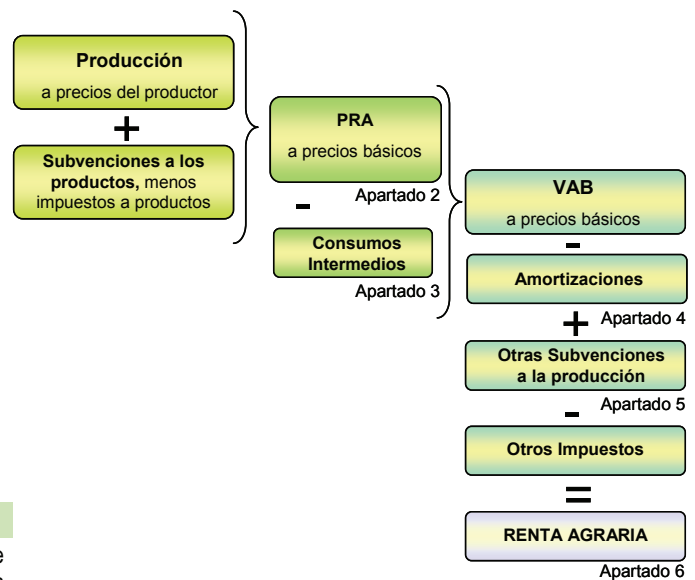 Producción
a precios del productor
+
Subvenciones a los
productos, menos
impuestos a productos
PRA
a precios básicos
Apartado 2
-
Consumos
Intermedios
Apartado 3
VAB
a precios básicos
-
Amortizaciones
+ Apartado 4
Otras Subvenciones
a la producción
Apartado 5
-
Otros Impuestos
=
RENTA AGRARIA
Apartado 6
e